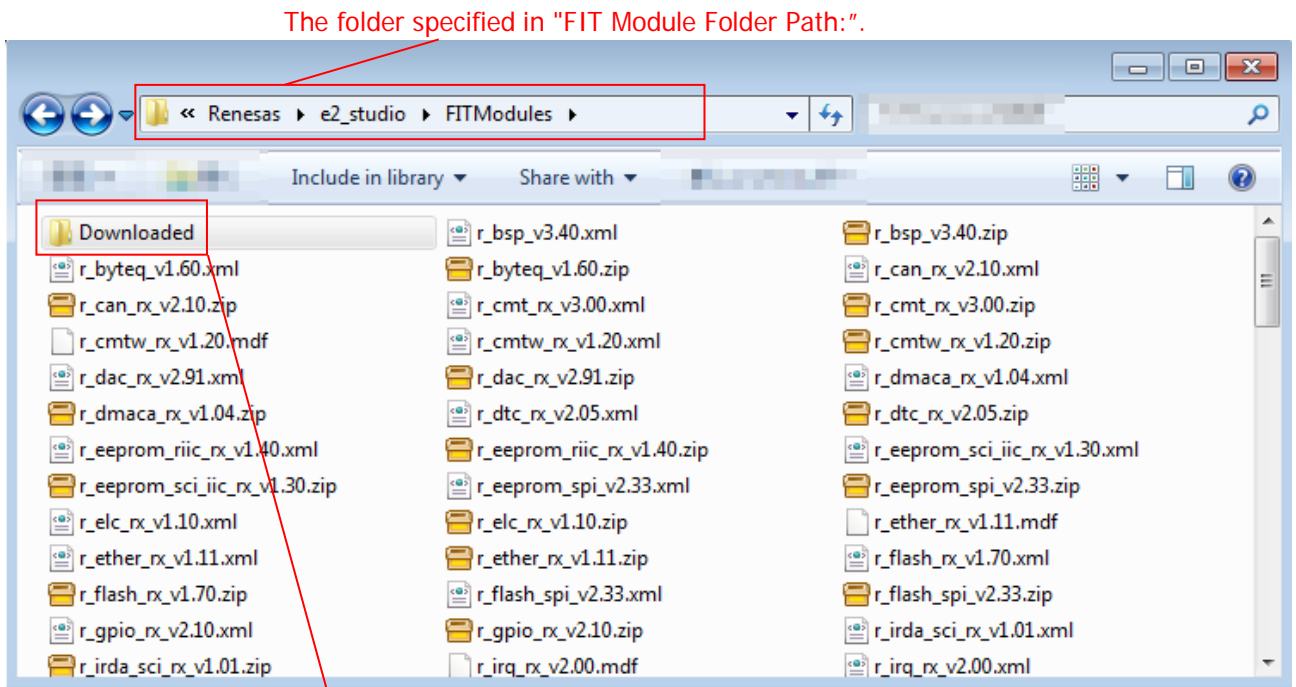 The folder specified in "FIT Module Folder Path:".
« Renesas ▸ e2_studio ▸ FITModules ▸
Include in library ▾ Share with ▾
Downloaded r_bsp_v3.40.xml r_bsp_v3.40.zip
r_byteq_v1.60.xml r_byteq_v1.60.zip r_can_rx_v2.10.xml
r_can_rx_v2.10.zip r_cmt_rx_v3.00.xml r_cmt_rx_v3.00.zip
r_cmtw_rx_v1.20.mdf r_cmtw_rx_v1.20.xml r_cmtw_rx_v1.20.zip
r_dac_rx_v2.91.xml r_dac_rx_v2.91.zip r_dmaca_rx_v1.04.xml
r_dmaca_rx_v1.04.zip r_dtc_rx_v2.05.xml r_dtc_rx_v2.05.zip
r_eeprom_riic_rx_v1.40.xml r_eeprom_riic_rx_v1.40.zip r_eeprom_sci_iic_rx_v1.30.xml
r_eeprom_sci_iic_rx_v1.30.zip r_eeprom_spi_v2.33.xml r_eeprom_spi_v2.33.zip
r_elc_rx_v1.10.xml r_elc_rx_v1.10.zip r_ether_rx_v1.11.mdf
r_ether_rx_v1.11.xml r_ether_rx_v1.11.zip r_flash_rx_v1.70.xml
r_flash_rx_v1.70.zip r_flash_spi_v2.33.xml r_flash_spi_v2.33.zip
r_gpio_rx_v2.10.xml r_gpio_rx_v2.10.zip r_irda_sci_rx_v1.01.xml
r_irda_sci_rx_v1.01.zip r_irq_rx_v2.00.mdf r_irq_rx_v2.00.xml